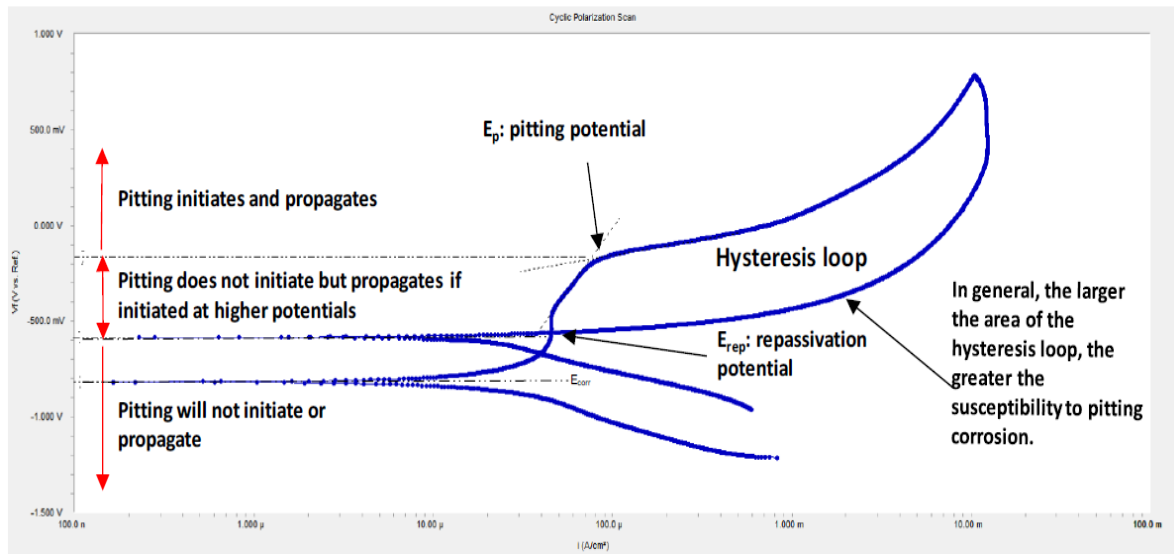 Cyclic Polarization Scan
1.000 V
500.0 mV
0.000 V
-500.0 mV
-1.000 V
-1.500 V
Vf (V vs. Ref.)
Pitting initiates and propagates
Pitting does not initiate but propagates if
initiated at higher potentials
Pitting will not initiate or
propagate
Ep: pitting potential
Hysteresis loop
Erep: repassivation
potential
Ecorr
In general, the larger
the area of the
hysteresis loop, the
greater the
susceptibility to pitting
corrosion.
100.0 n
1.000 µ
10.00 µ
100.0 µ
1.000 m
10.00 m
100.0 m
i (A/cm²)